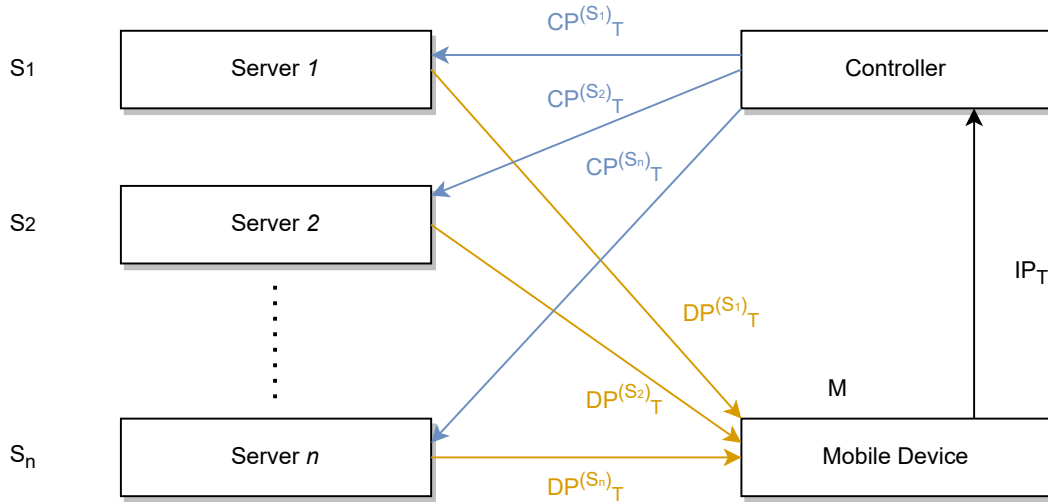 S1
Server 1
CP(S1)T
Controller
CP(S2)T
CP(Sn)T
S2
Server 2
IPT
DP(S1)T
M
DP(S2)T
Sn
Server n
Mobile Device
DP(Sn)T